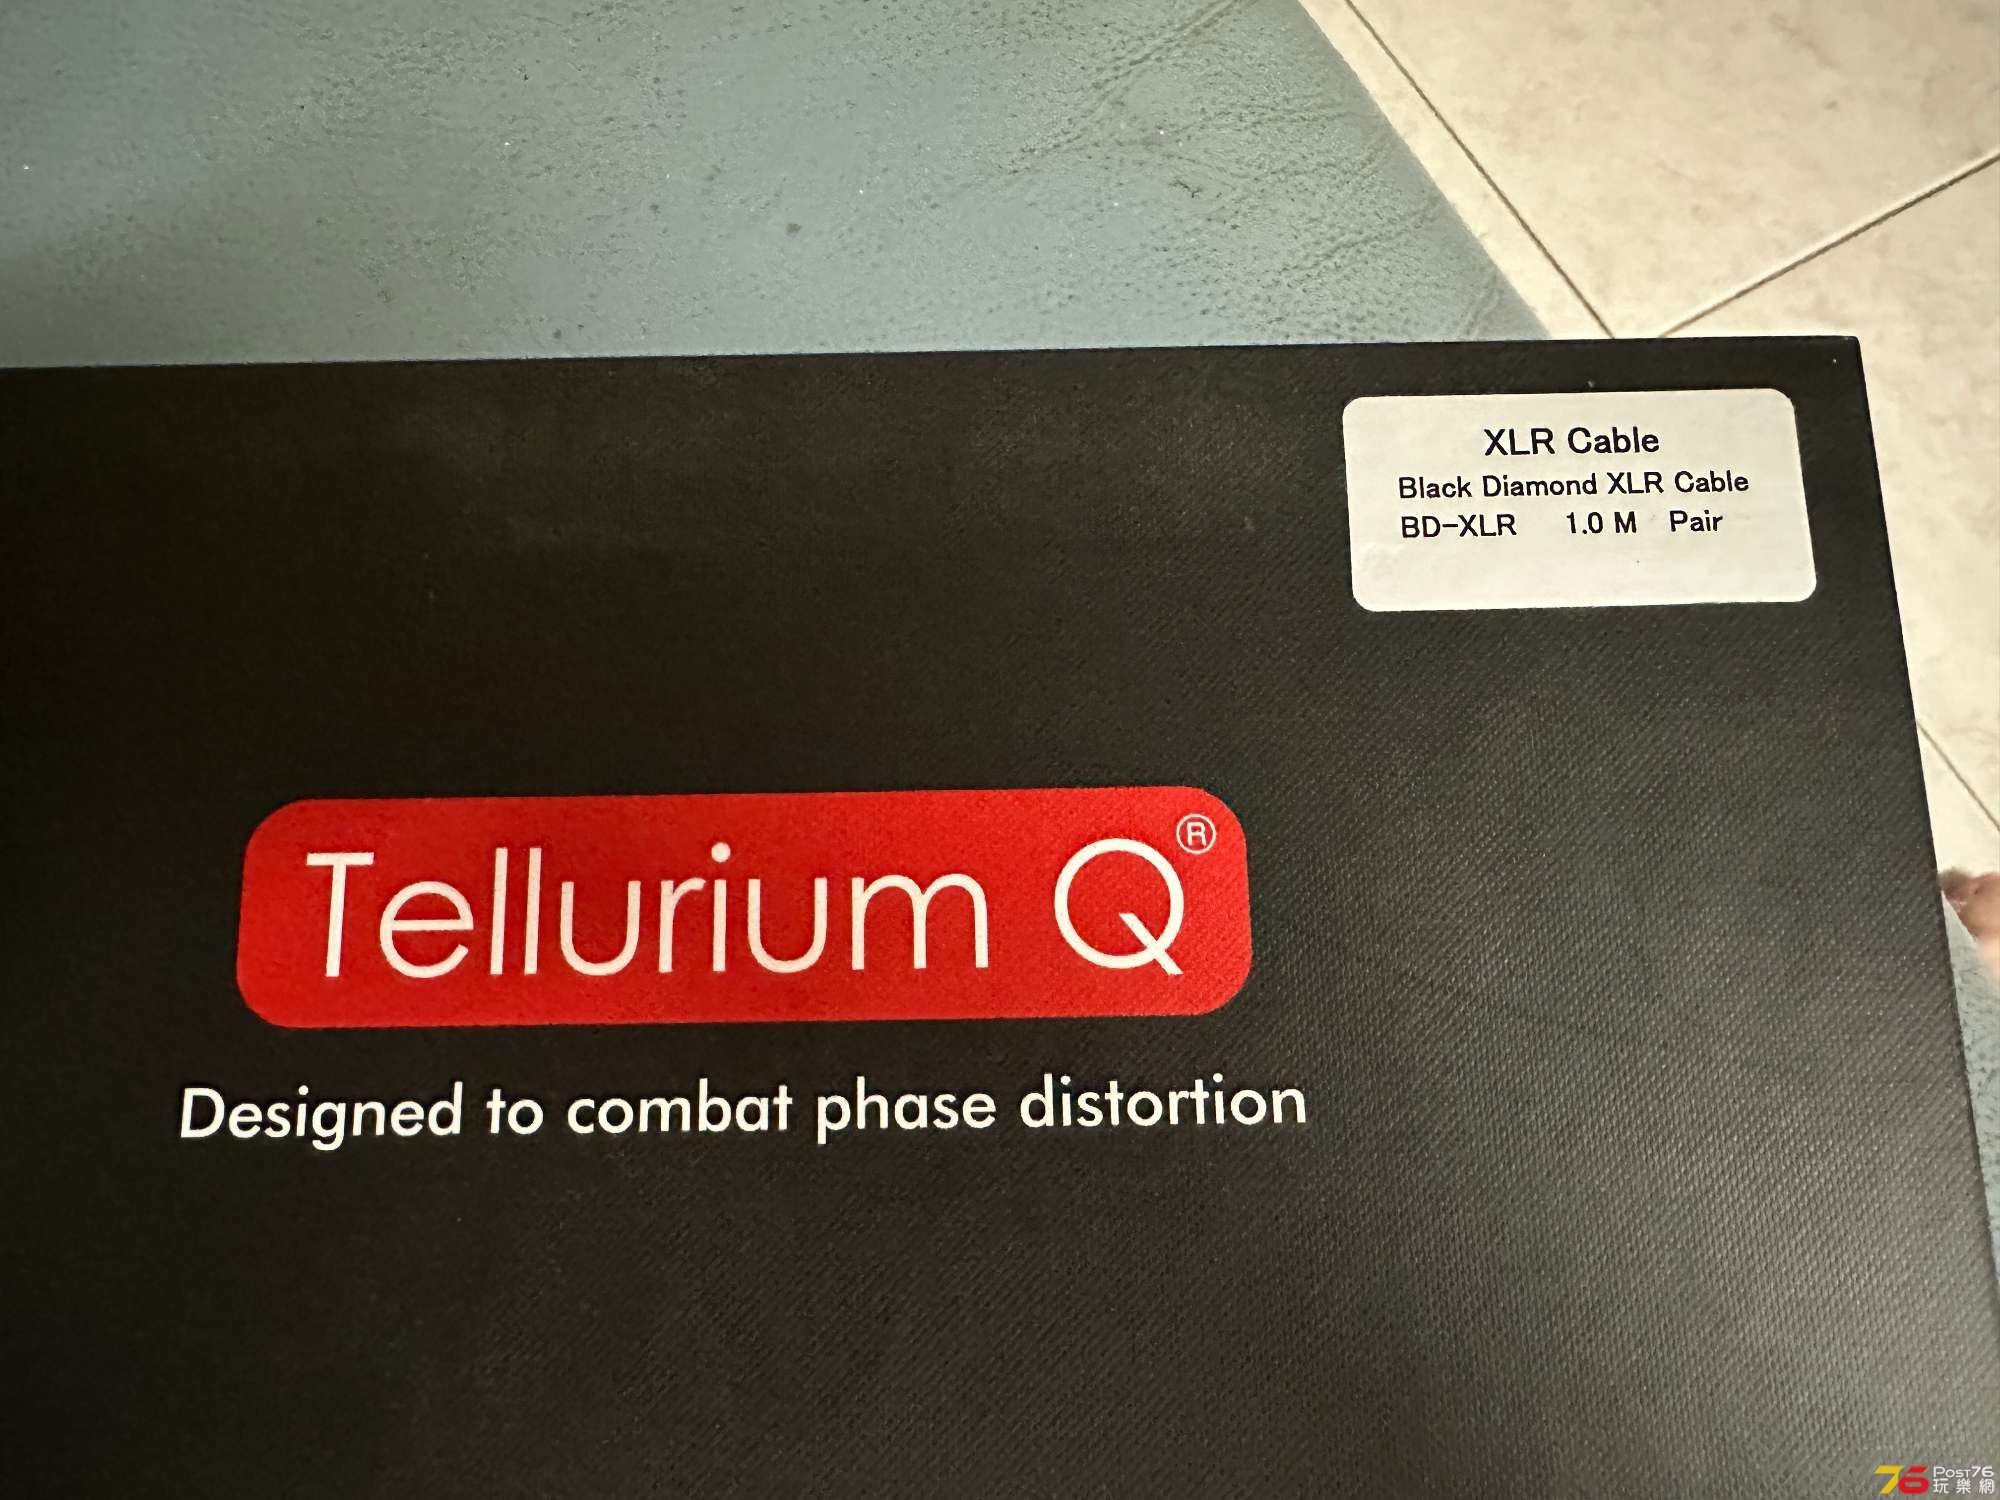 XLR Cable
Black Diamond XLR Cable
BD-XLR 1.0 M Pair
Tellurium Q®
Designed to combat phase distortion
76 POST76
玩樂網